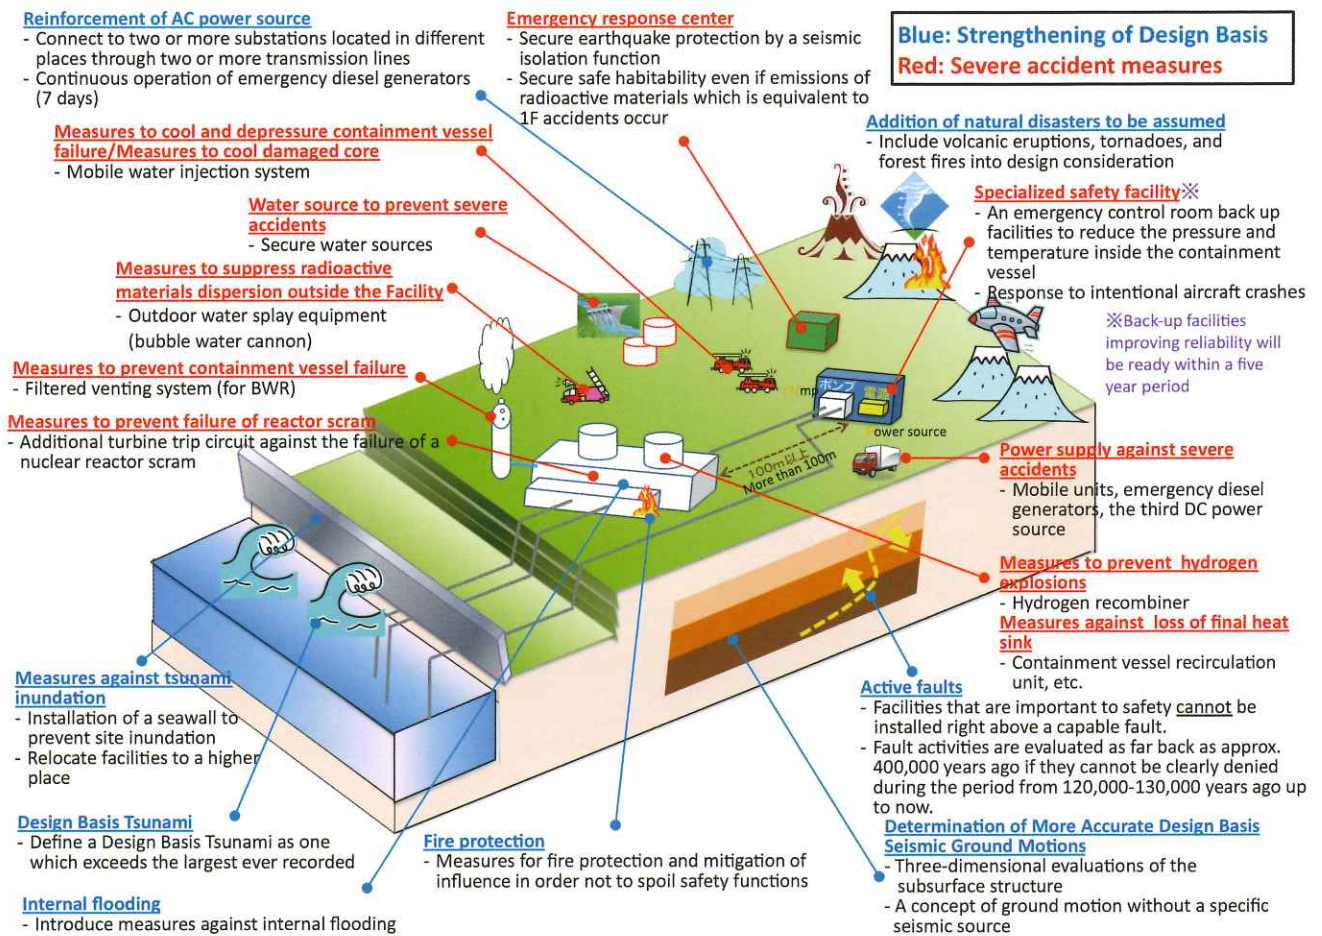 Reinforcement of AC power source
- Connect to two or more substations located in different
places through two or more transmission lines
- Continuous operation of emergency diesel generators
(7 days)
Emergency response center
- Secure earthquake protection by a seismic
isolation function
- Secure safe habitability even if emissions of
radioactive materials which is equivalent to
1F accidents occur
Blue: Strengthening of Design Basis
Red: Severe accident measures
Measures to cool and depressure containment vessel
failure/Measures to cool damaged core
- Mobile water injection system
Addition of natural disasters to be assumed
- Include volcanic eruptions, tornadoes, and
forest fires into design consideration
Water source to prevent severe
accidents
- Secure water sources
Specialized safety facility※
- An emergency control room back up
facilities to reduce the pressure and
temperature inside the containment
vessel
- Response to intentional aircraft crashes
※Back-up facilities
improving reliability will
be ready within a five
year period
Measures to suppress radioactive
materials dispersion outside the Facility
- Outdoor water splay equipment
(bubble water cannon)
Measures to prevent containment vessel failure
- Filtered venting system (for BWR)
Measures to prevent failure of reactor scram
- Additional turbine trip circuit against the failure of a
nuclear reactor scram
ポンプ
ower source
100m以上
More than 100m
Power supply against severe
accidents
- Mobile units, emergency diesel
generators, the third DC power
source
Measures to prevent hydrogen
explosions
- Hydrogen recombiner
Measures against loss of final heat
sink
- Containment vessel recirculation
unit, etc.
Measures against tsunami
inundation
- Installation of a seawall to
prevent site inundation
- Relocate facilities to a higher
place
Active faults
- Facilities that are important to safety cannot be
installed right above a capable fault.
- Fault activities are evaluated as far back as approx.
400,000 years ago if they cannot be clearly denied
during the period from 120,000-130,000 years ago up
to now.
Design Basis Tsunami
- Define a Design Basis Tsunami as one
which exceeds the largest ever recorded
Fire protection
- Measures for fire protection and mitigation of
influence in order not to spoil safety functions
Determination of More Accurate Design Basis
Seismic Ground Motions
- Three-dimensional evaluations of the
subsurface structure
- A concept of ground motion without a specific
seismic source
Internal flooding
- Introduce measures against internal flooding